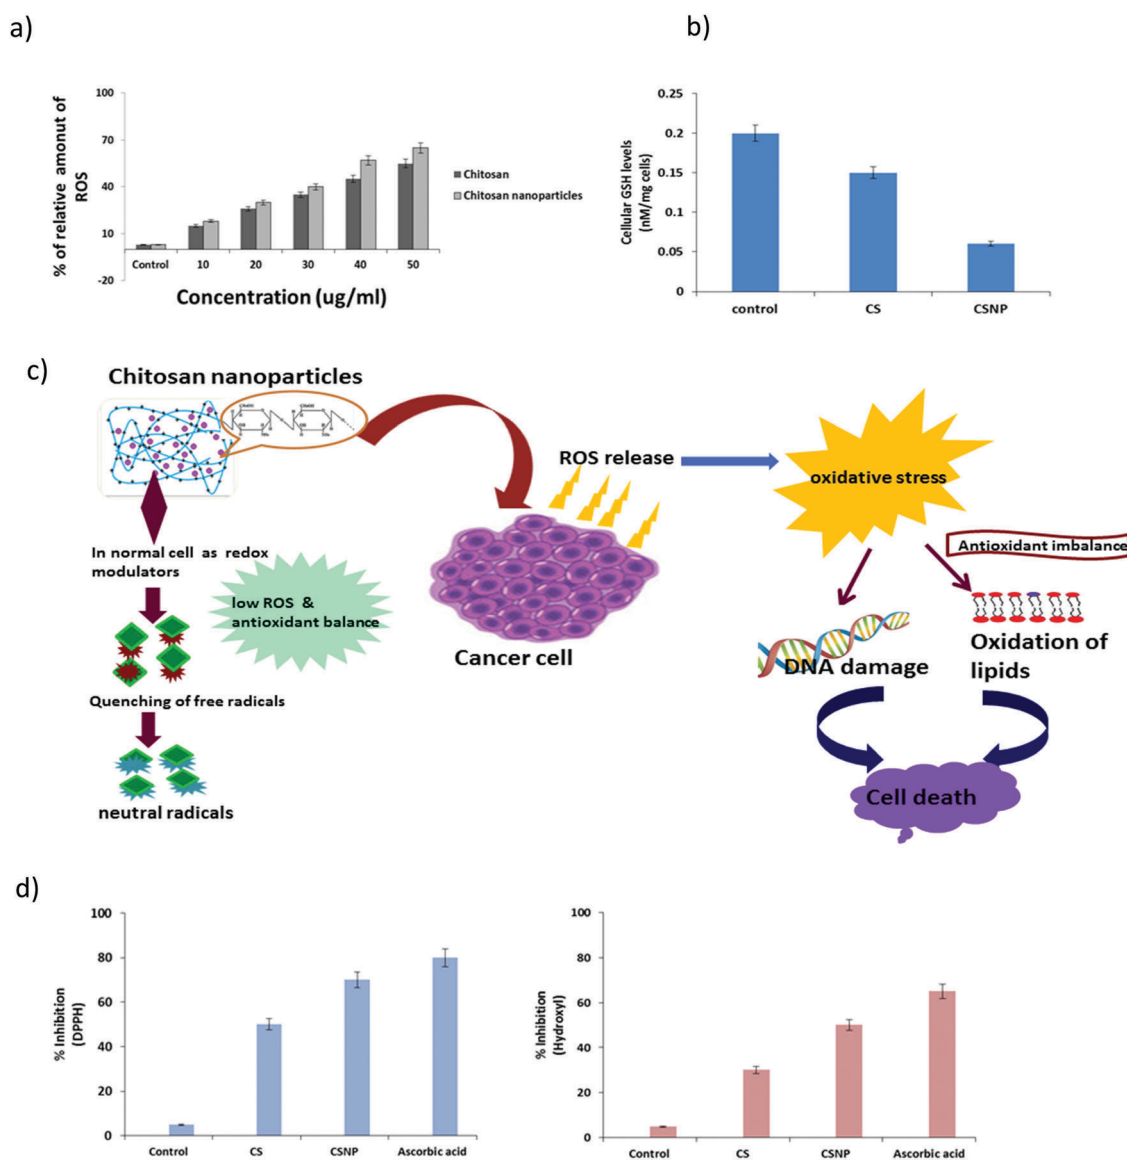 a)
% of relative amonut of
ROS
100
70
40
10
-20
Control
10
20
30
40
50
Concentration (ug/ml)
Chitosan
Chitosan nanoparticles
b)
Cellular GSH levels
(nM/mg cells)
0.25
0.2
0.15
0.1
0.05
0
control
CS
CSNP
c)
Chitosan nanoparticles
In normal cell as redox
modulators
low ROS &
antioxidant balance
Quenching of free radicals
neutral radicals
Cancer cell
ROS release
oxidative stress
Antioxidant imbalance
DNA damage
Oxidation of
lipids
Cell death
d)
% Inhibition
(DPPH)
100
80
60
40
20
0
Control
CS
CSNP
Ascorbic acid
% Inhibition
(Hydroxyl)
100
80
60
40
20
0
Control
CS
CSNP
Ascorbic acid